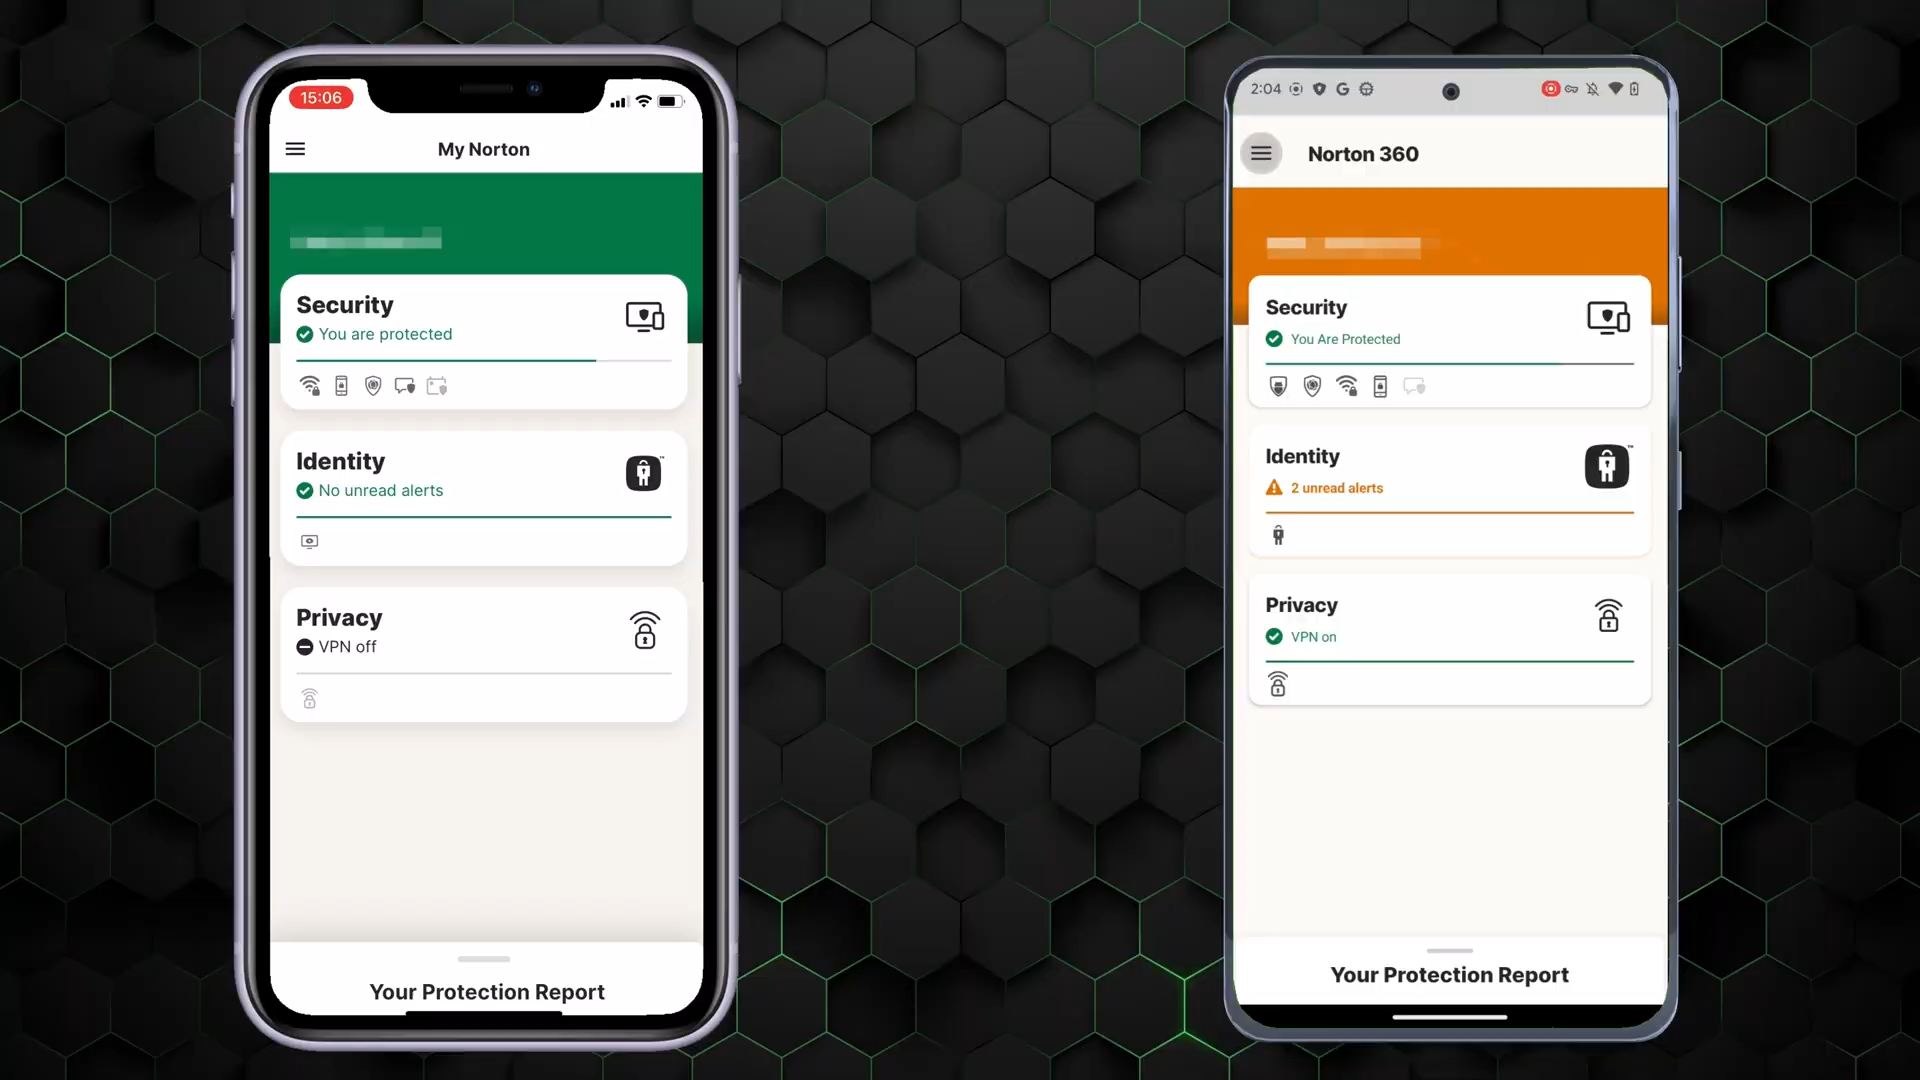 15:06
My Norton
Security
You are protected
Identity
No unread alerts
Privacy
VPN off
Your Protection Report
2:04
Norton 360
Security
You Are Protected
Identity
2 unread alerts
Privacy
VPN on
Your Protection Report